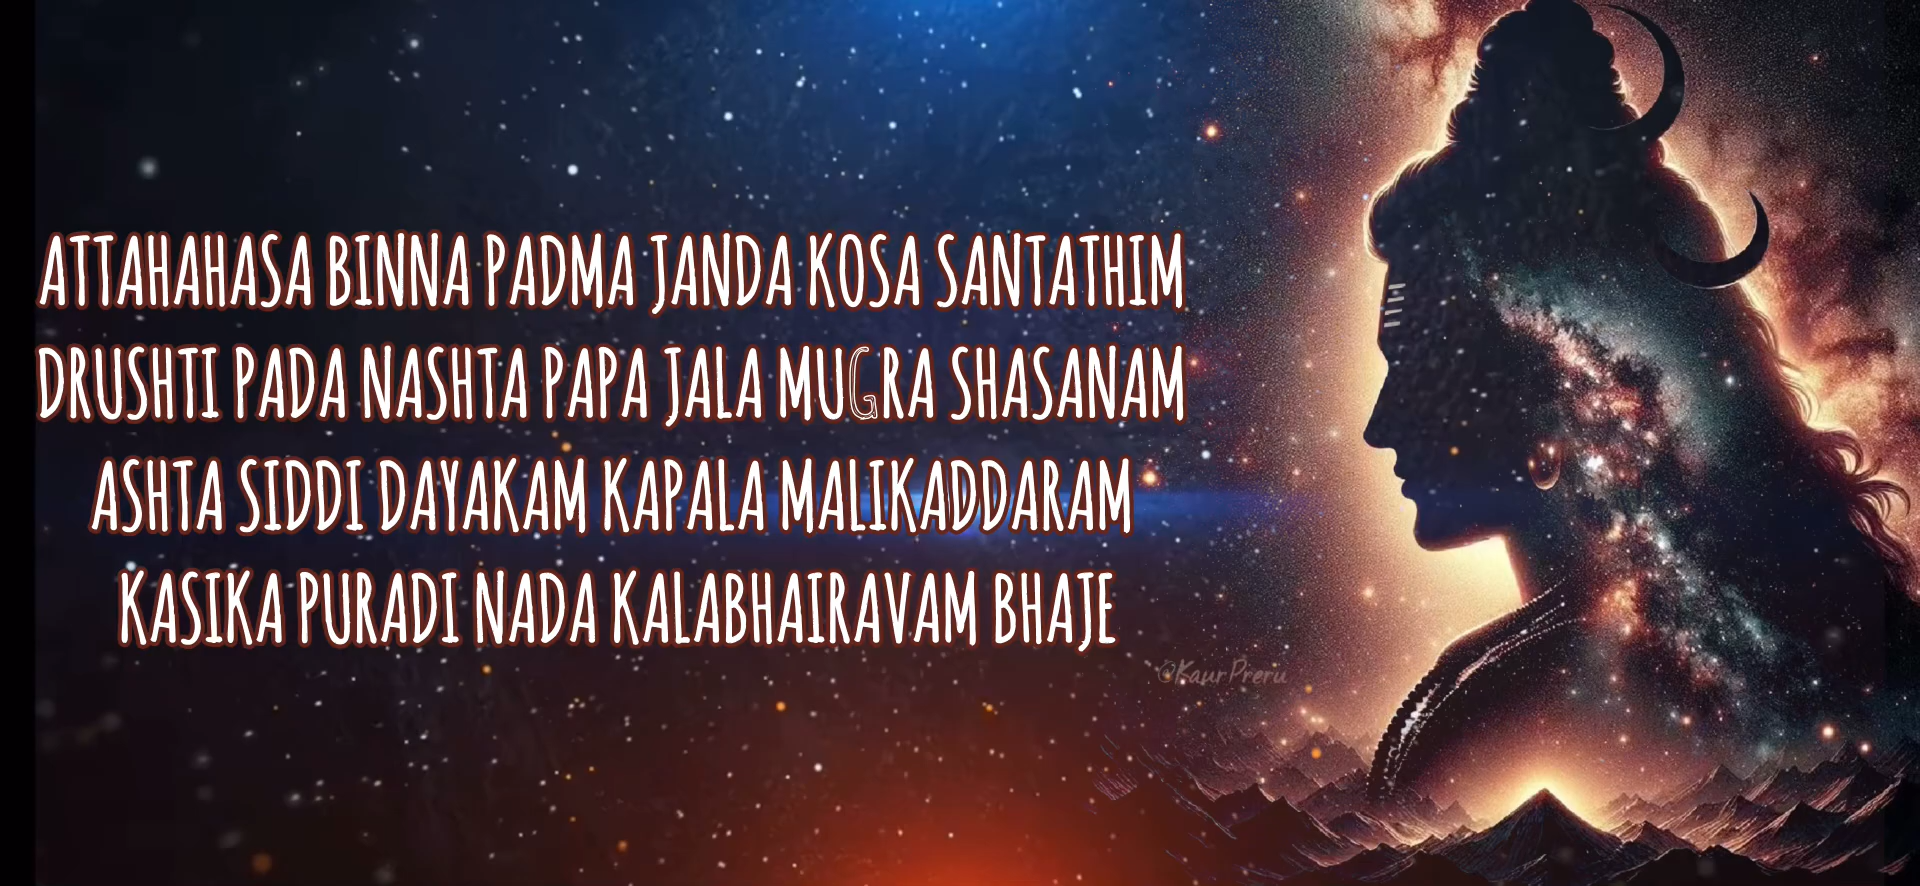 ATTAHAHASA BINNA PADMA JANDA KOSA SANTATHIM
DRUSHTI PADA NASHTA PAPA JALA MUGRA SHASANAM
ASHTA SIDDI DAYAKAM KAPALA MALIKADDARAM
KASIKA PURADI NADA KALABHAIRAVAM BHAJE
@KaurPreru